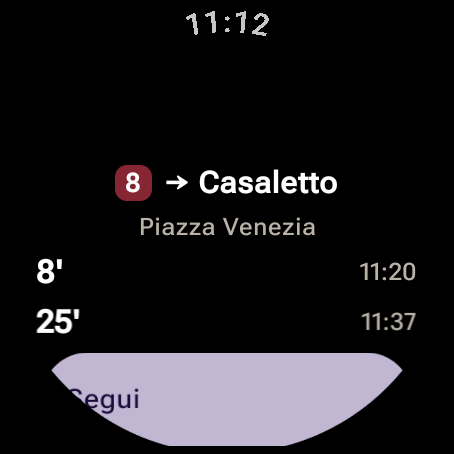 11:12
8 → Casaletto
Piazza Venezia
8' 11:20
25' 11:37
Segui